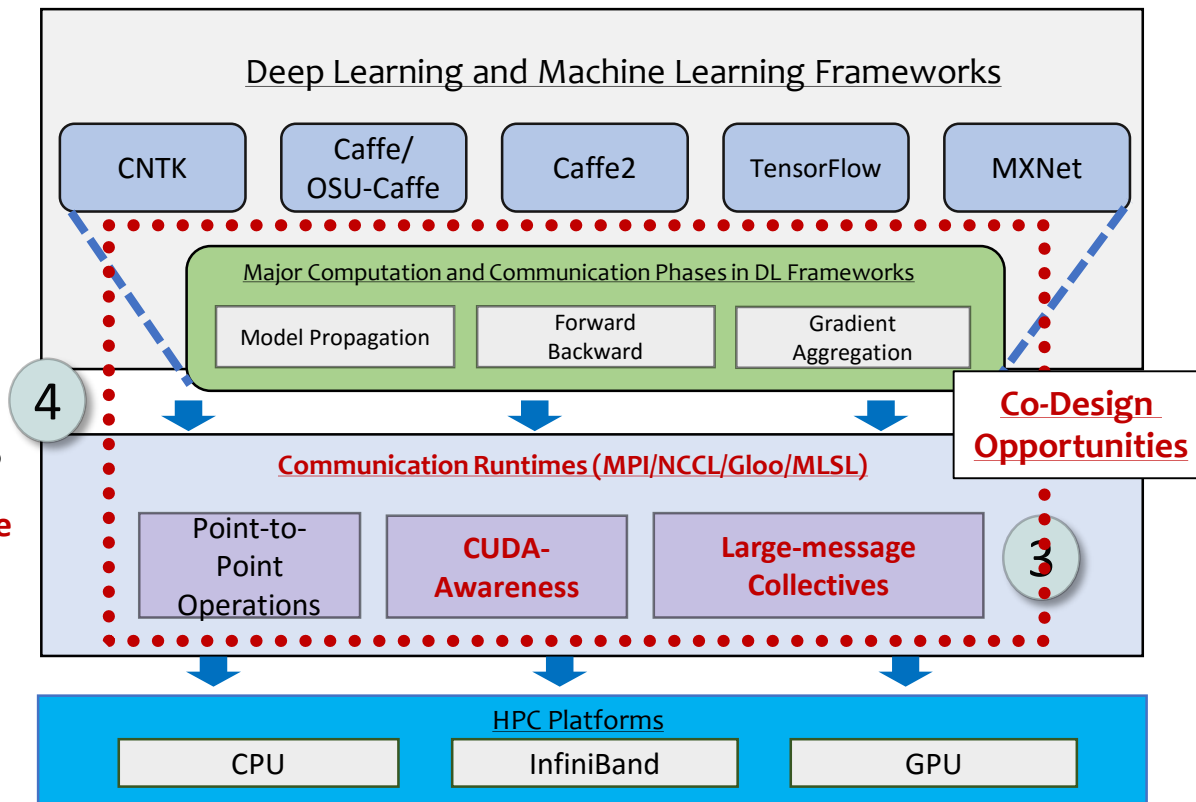 Deep Learning and Machine Learning Frameworks
CNTK
Caffe/
OSU-Caffe
Caffe2
TensorFlow
MXNet
Major Computation and Communication Phases in DL Frameworks
Model Propagation
Forward
Backward
Gradient
Aggregation
4
Co-Design
Opportunities
Communication Runtimes (MPI/NCCL/Gloo/MLSL)
e
Point-to-
Point
Operations
CUDA-
Awareness
Large-message
Collectives
3
HPC Platforms
CPU
InfiniBand
GPU